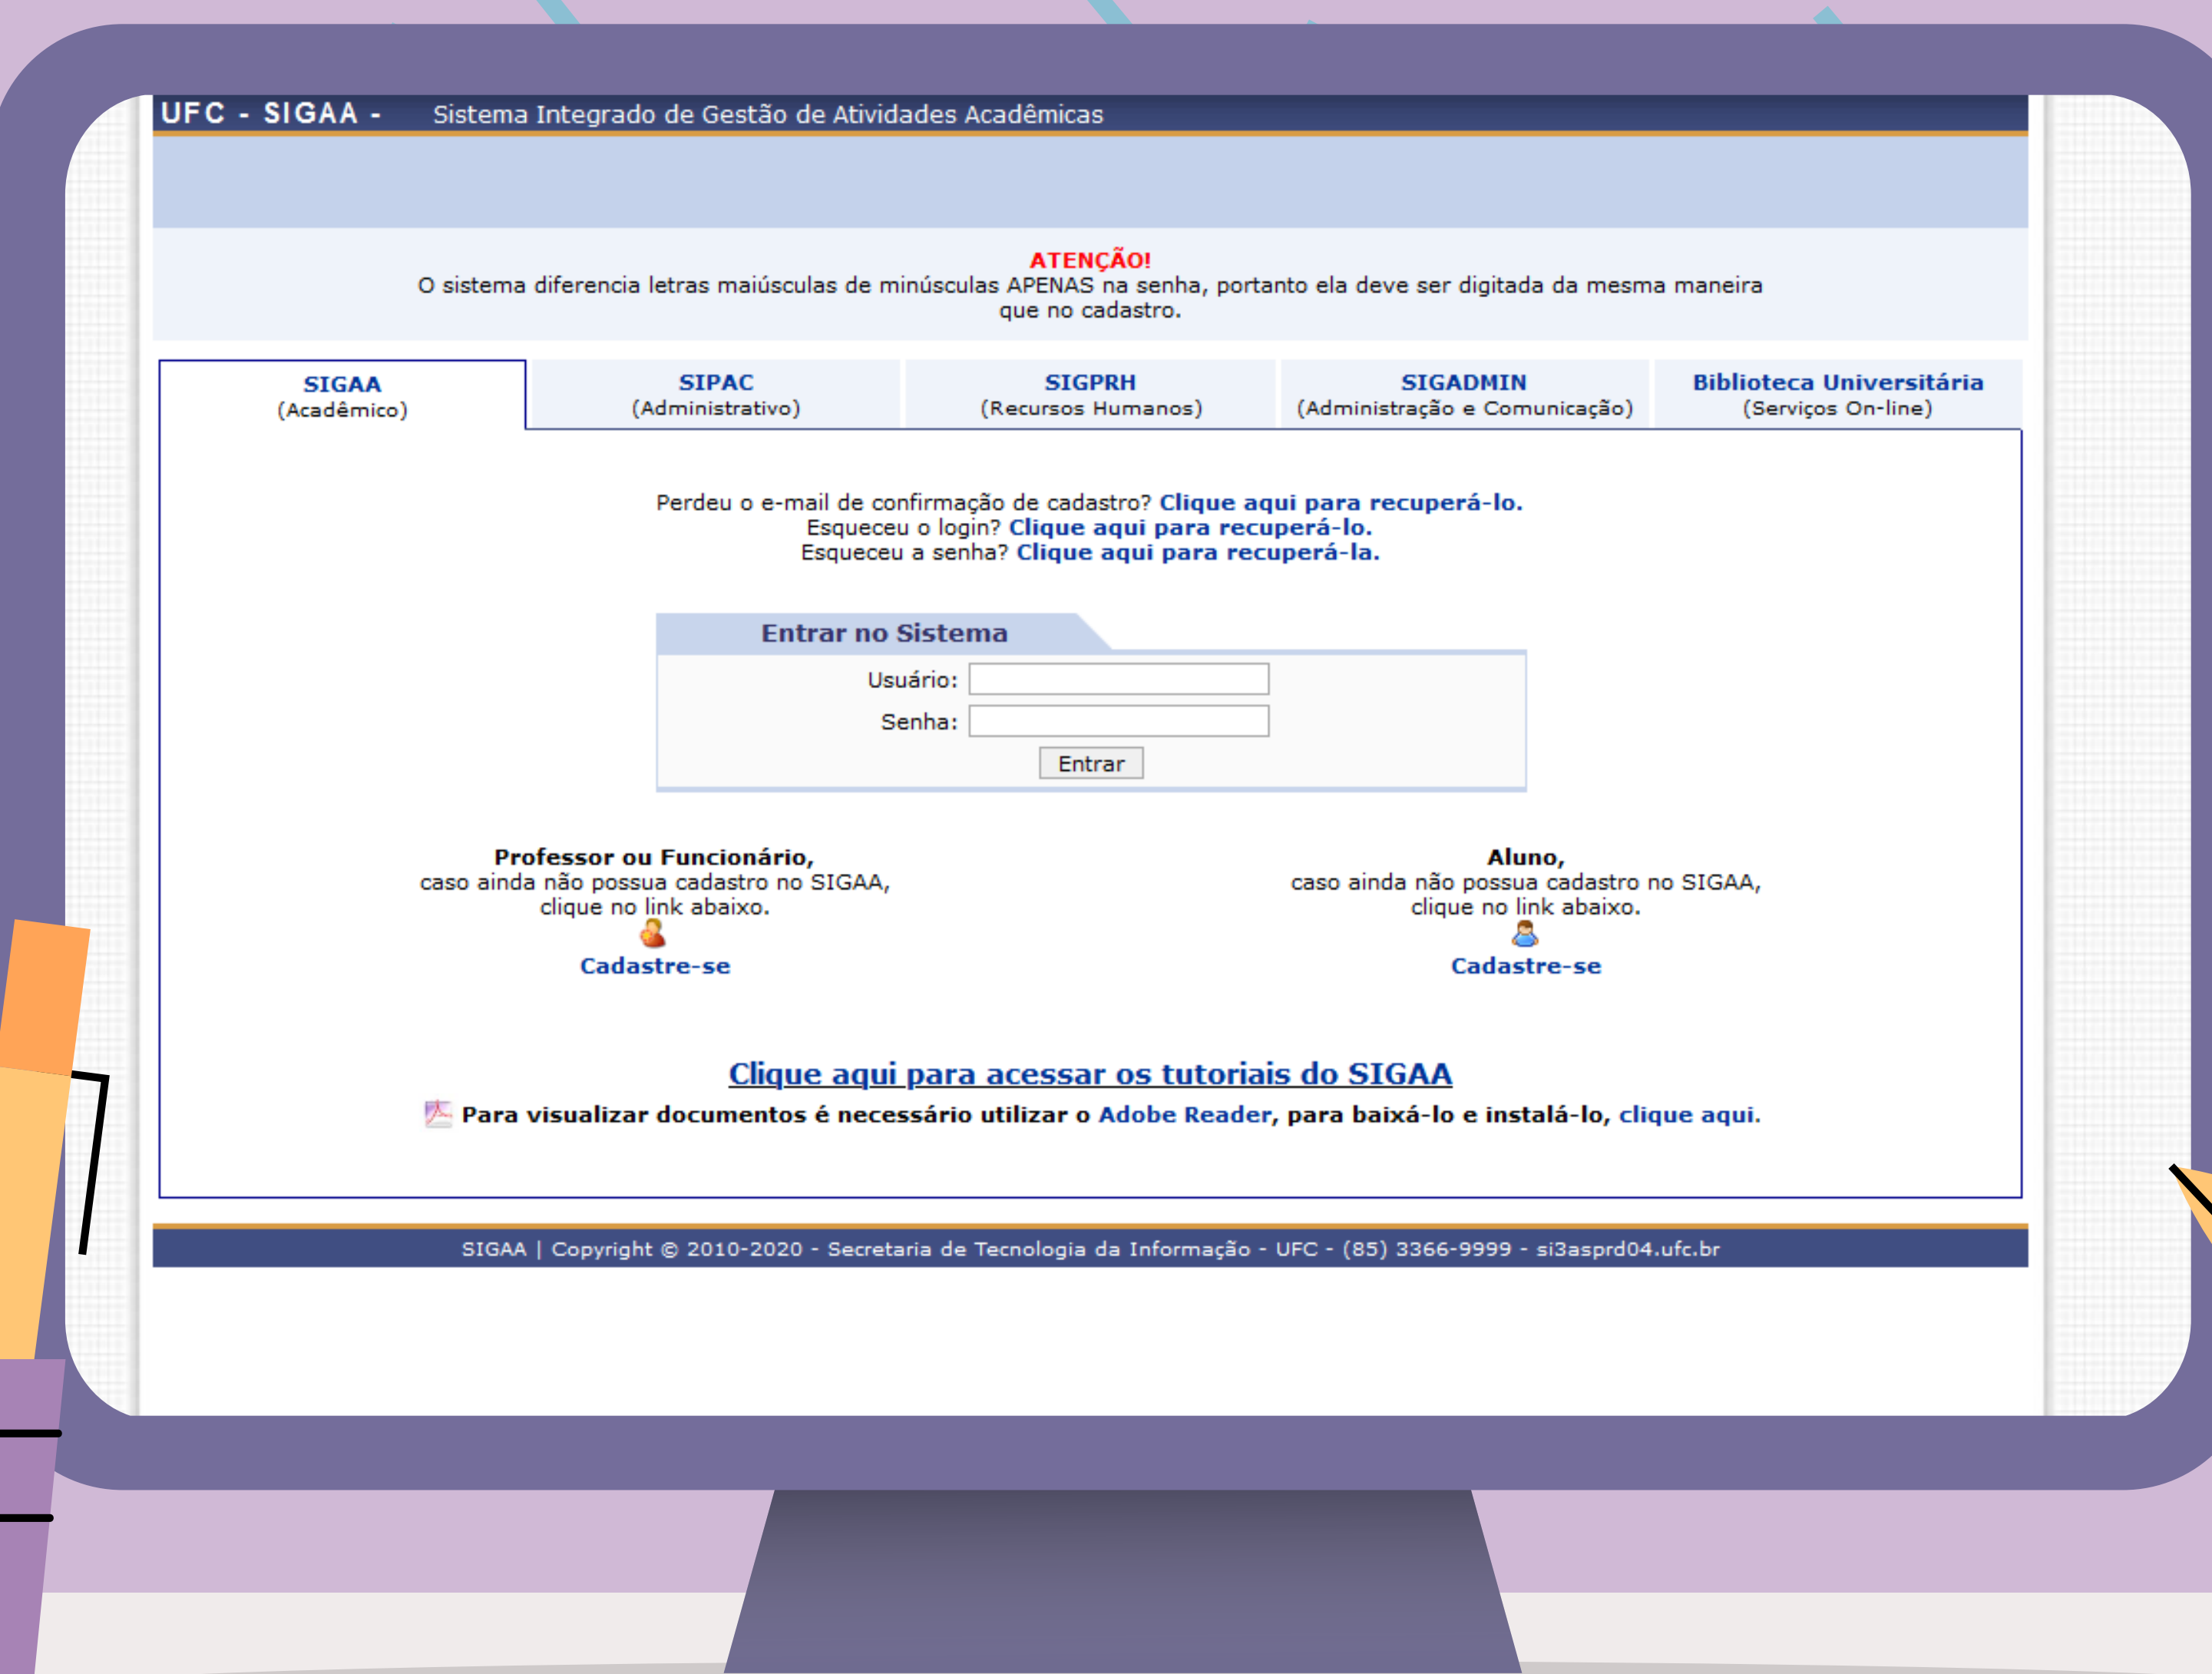 UFC - SIGAA - Sistema Integrado de Gestão de Atividades Acadêmicas
ATENÇÃO!
O sistema diferencia letras maiúsculas de minúsculas APENAS na senha, portanto ela deve ser digitada da mesma maneira
que no cadastro.
SIGAA SIPAC SIGPRH SIGADMIN Biblioteca Universitária
(Acadêmico) (Administrativo) (Recursos Humanos) (Administração e Comunicação) (Serviços On-line)
Perdeu o e-mail de confirmação de cadastro? Clique aqui para recuperá-lo.
Esqueceu o login? Clique aqui para recuperá-lo.
Esqueceu a senha? Clique aqui para recuperá-la.
Entrar no Sistema
Usuário:
Senha:
Entrar
Professor ou Funcionário,
caso ainda não possua cadastro no SIGAA,
clique no link abaixo.
Cadastre-se
Aluno,
caso ainda não possua cadastro no SIGAA,
clique no link abaixo.
Cadastre-se
Clique aqui para acessar os tutoriais do SIGAA
Para visualizar documentos é necessário utilizar o Adobe Reader, para baixá-lo e instalá-lo, clique aqui.
SIGAA | Copyright © 2010-2020 - Secretaria de Tecnologia da Informação - UFC - (85) 3366-9999 - si3asprd04.ufc.br